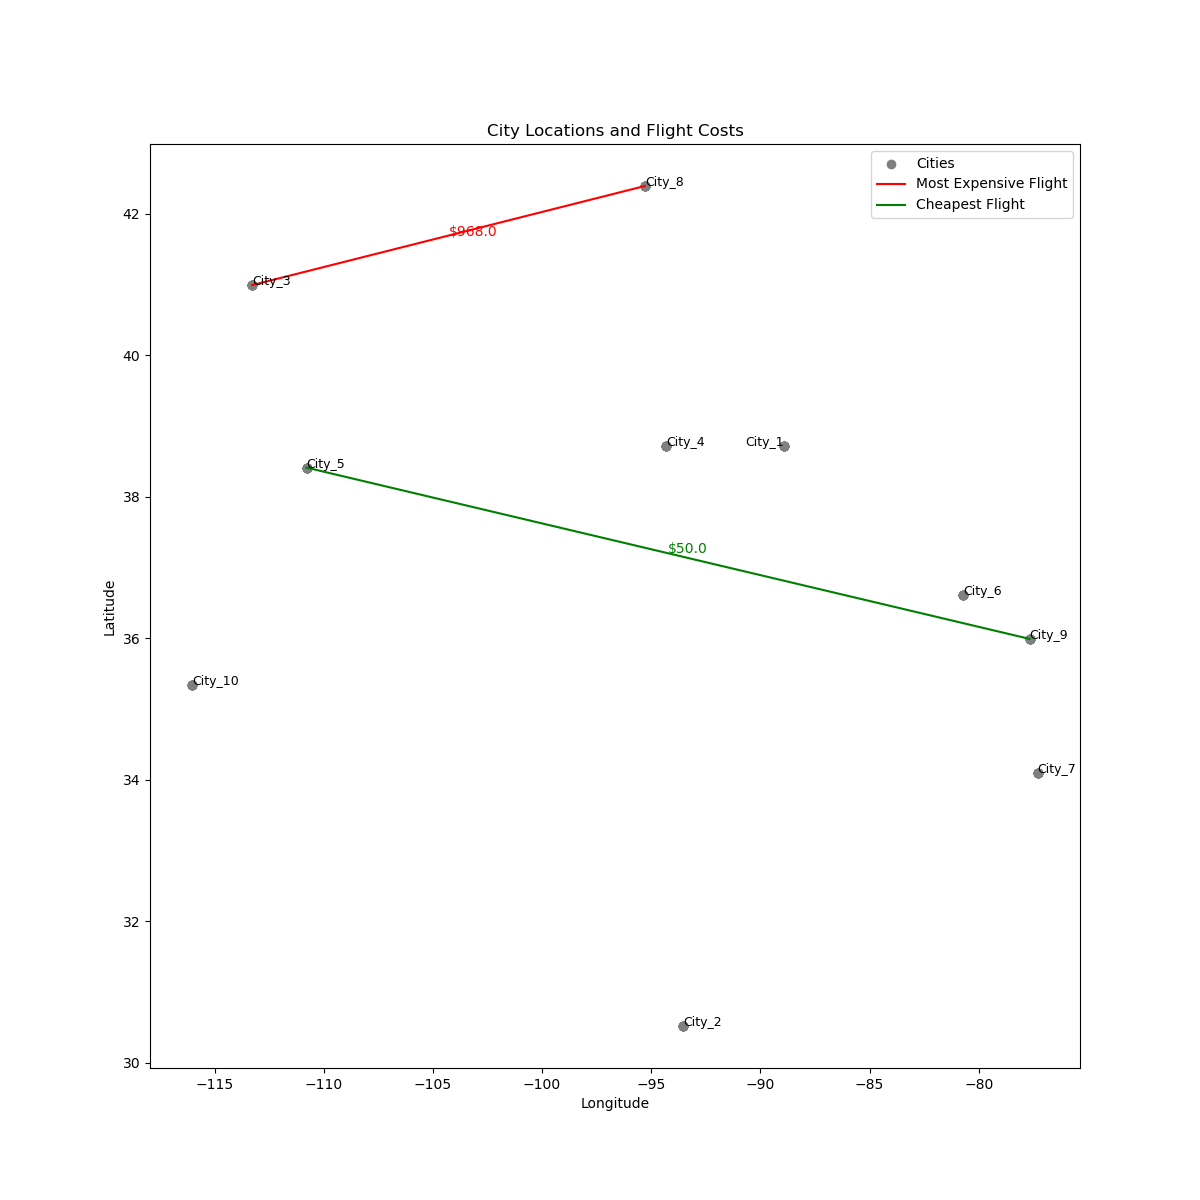 City Locations and Flight Costs
Cities
Most Expensive Flight
Cheapest Flight
City_8
$968.0
City_3
City_4
City_1
City_5
$50.0
City_6
City_9
City_10
City_7
City_2
42
40
38
36
34
32
30
Latitude
−115
−110
−105
−100
−95
−90
−85
−80
Longitude